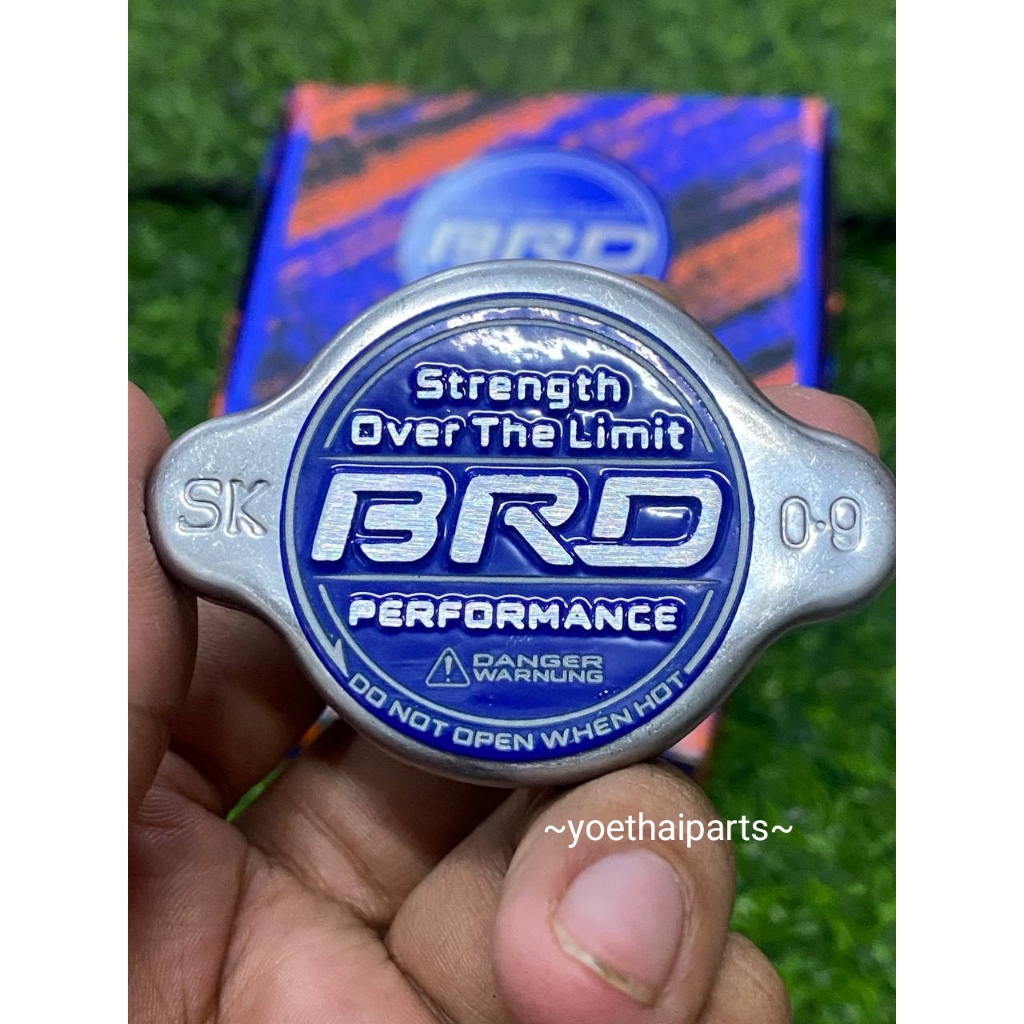 BRD
Strength
Over The Limit
SK
BRD
0.9
PERFORMANCE
DANGER
WARNUNG
DO NOT OPEN WHEN HOT
~yoethaiparts~